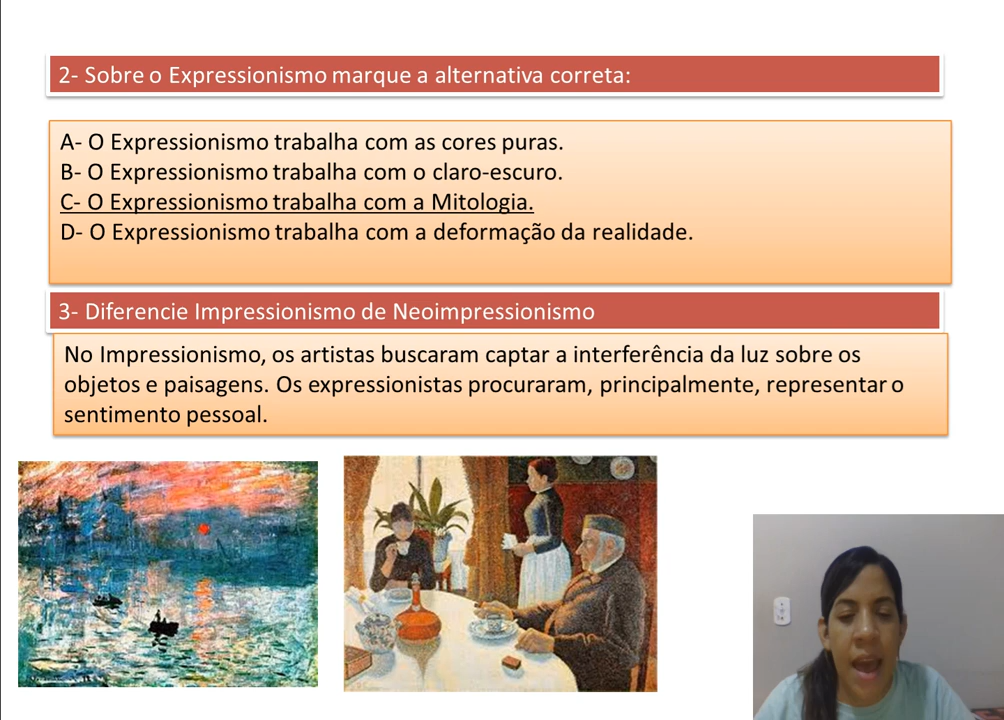 2- Sobre o Expressionismo marque a alternativa correta:
A- O Expressionismo trabalha com as cores puras.
B- O Expressionismo trabalha com o claro-escuro.
C- O Expressionismo trabalha com a Mitologia.
D- O Expressionismo trabalha com a deformação da realidade.
3- Diferencie Impressionismo de Neoimpressionismo
No Impressionismo, os artistas buscaram captar a interferência da luz sobre os
objetos e paisagens. Os expressionistas procuraram, principalmente, representar o
sentimento pessoal.